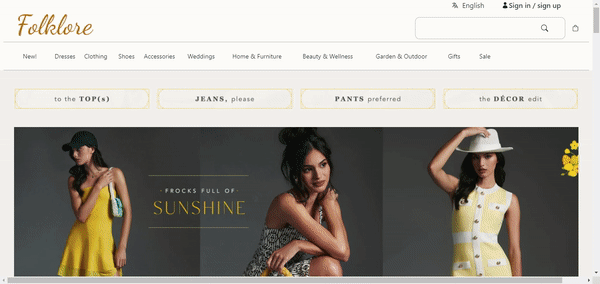 English Sign in / sign up
Folklore
New! Dresses Clothing Shoes Accessories Weddings Home & Furniture Beauty & Wellness Garden & Outdoor Gifts Sale
to the TOP(s) JEANS, please PANTS preferred the DÉCOR edit
FROCKS FULL OF
SUNSHINE